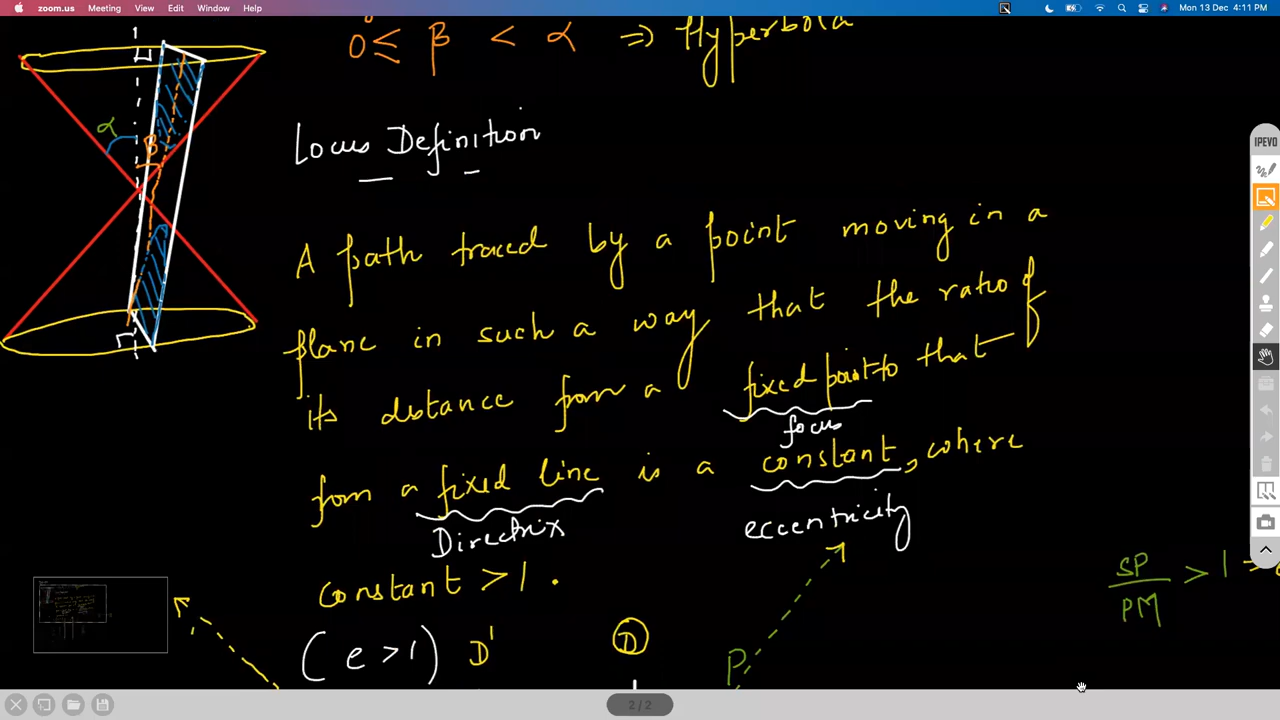 zoom.us Meeting View Edit Window Help Mon 13 Dec 4:11 PM
0 ≤ β < α ⇒ Hyperbola
α
β
Locus Definition
A path traced by a point moving in a
plane in such a way that the ratio of
its distance from a fixed point to that
focus
from a fixed line is a constant, where
Directrix eccentricity
constant > 1 .
SP/PM > 1 =
(e > 1) D' D P
2 / 2
IPEVO